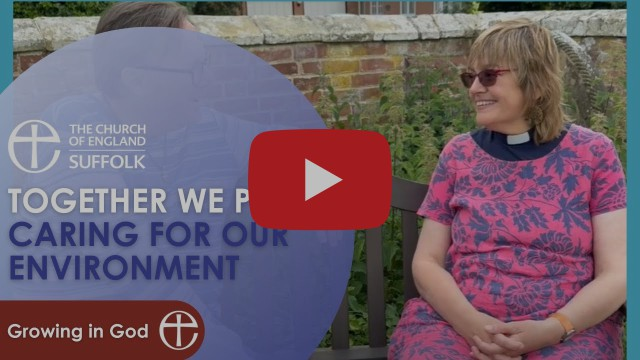 THE CHURCH
OF ENGLAND
SUFFOLK
TOGETHER WE
CARING FOR OUR
ENVIRONMENT
Growing in God